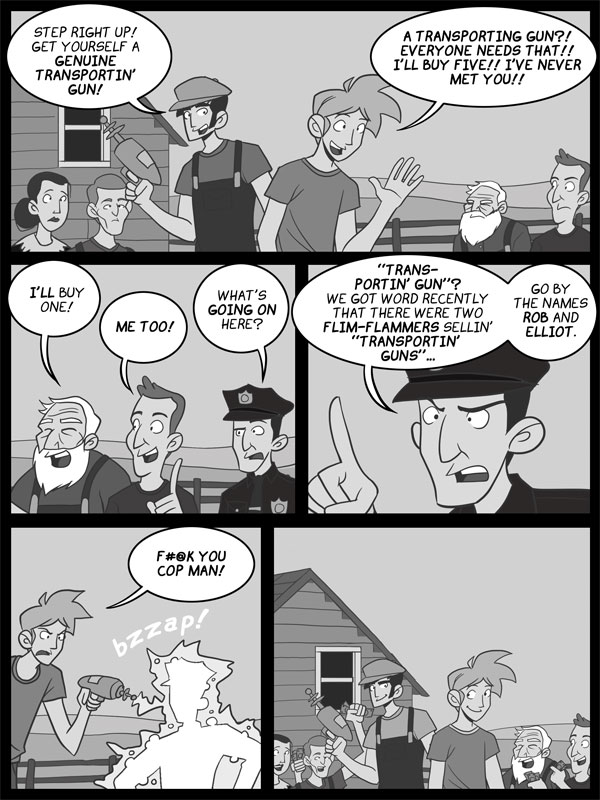 STEP RIGHT UP!
GET YOURSELF A
GENUINE
TRANSPORTIN'
GUN!
A TRANSPORTING GUN?!
EVERYONE NEEDS THAT!!
I'LL BUY FIVE!! I'VE NEVER
MET YOU!!
I'LL BUY
ONE!
ME TOO!
WHAT'S
GOING ON
HERE?
"TRANS-
PORTIN' GUN"?
WE GOT WORD RECENTLY
THAT THERE WERE TWO
FLIM-FLAMMERS SELLIN'
"TRANSPORTIN'
GUNS"...
GO BY
THE NAMES
ROB AND
ELLIOT.
F#@K YOU
COP MAN!
bzzap!